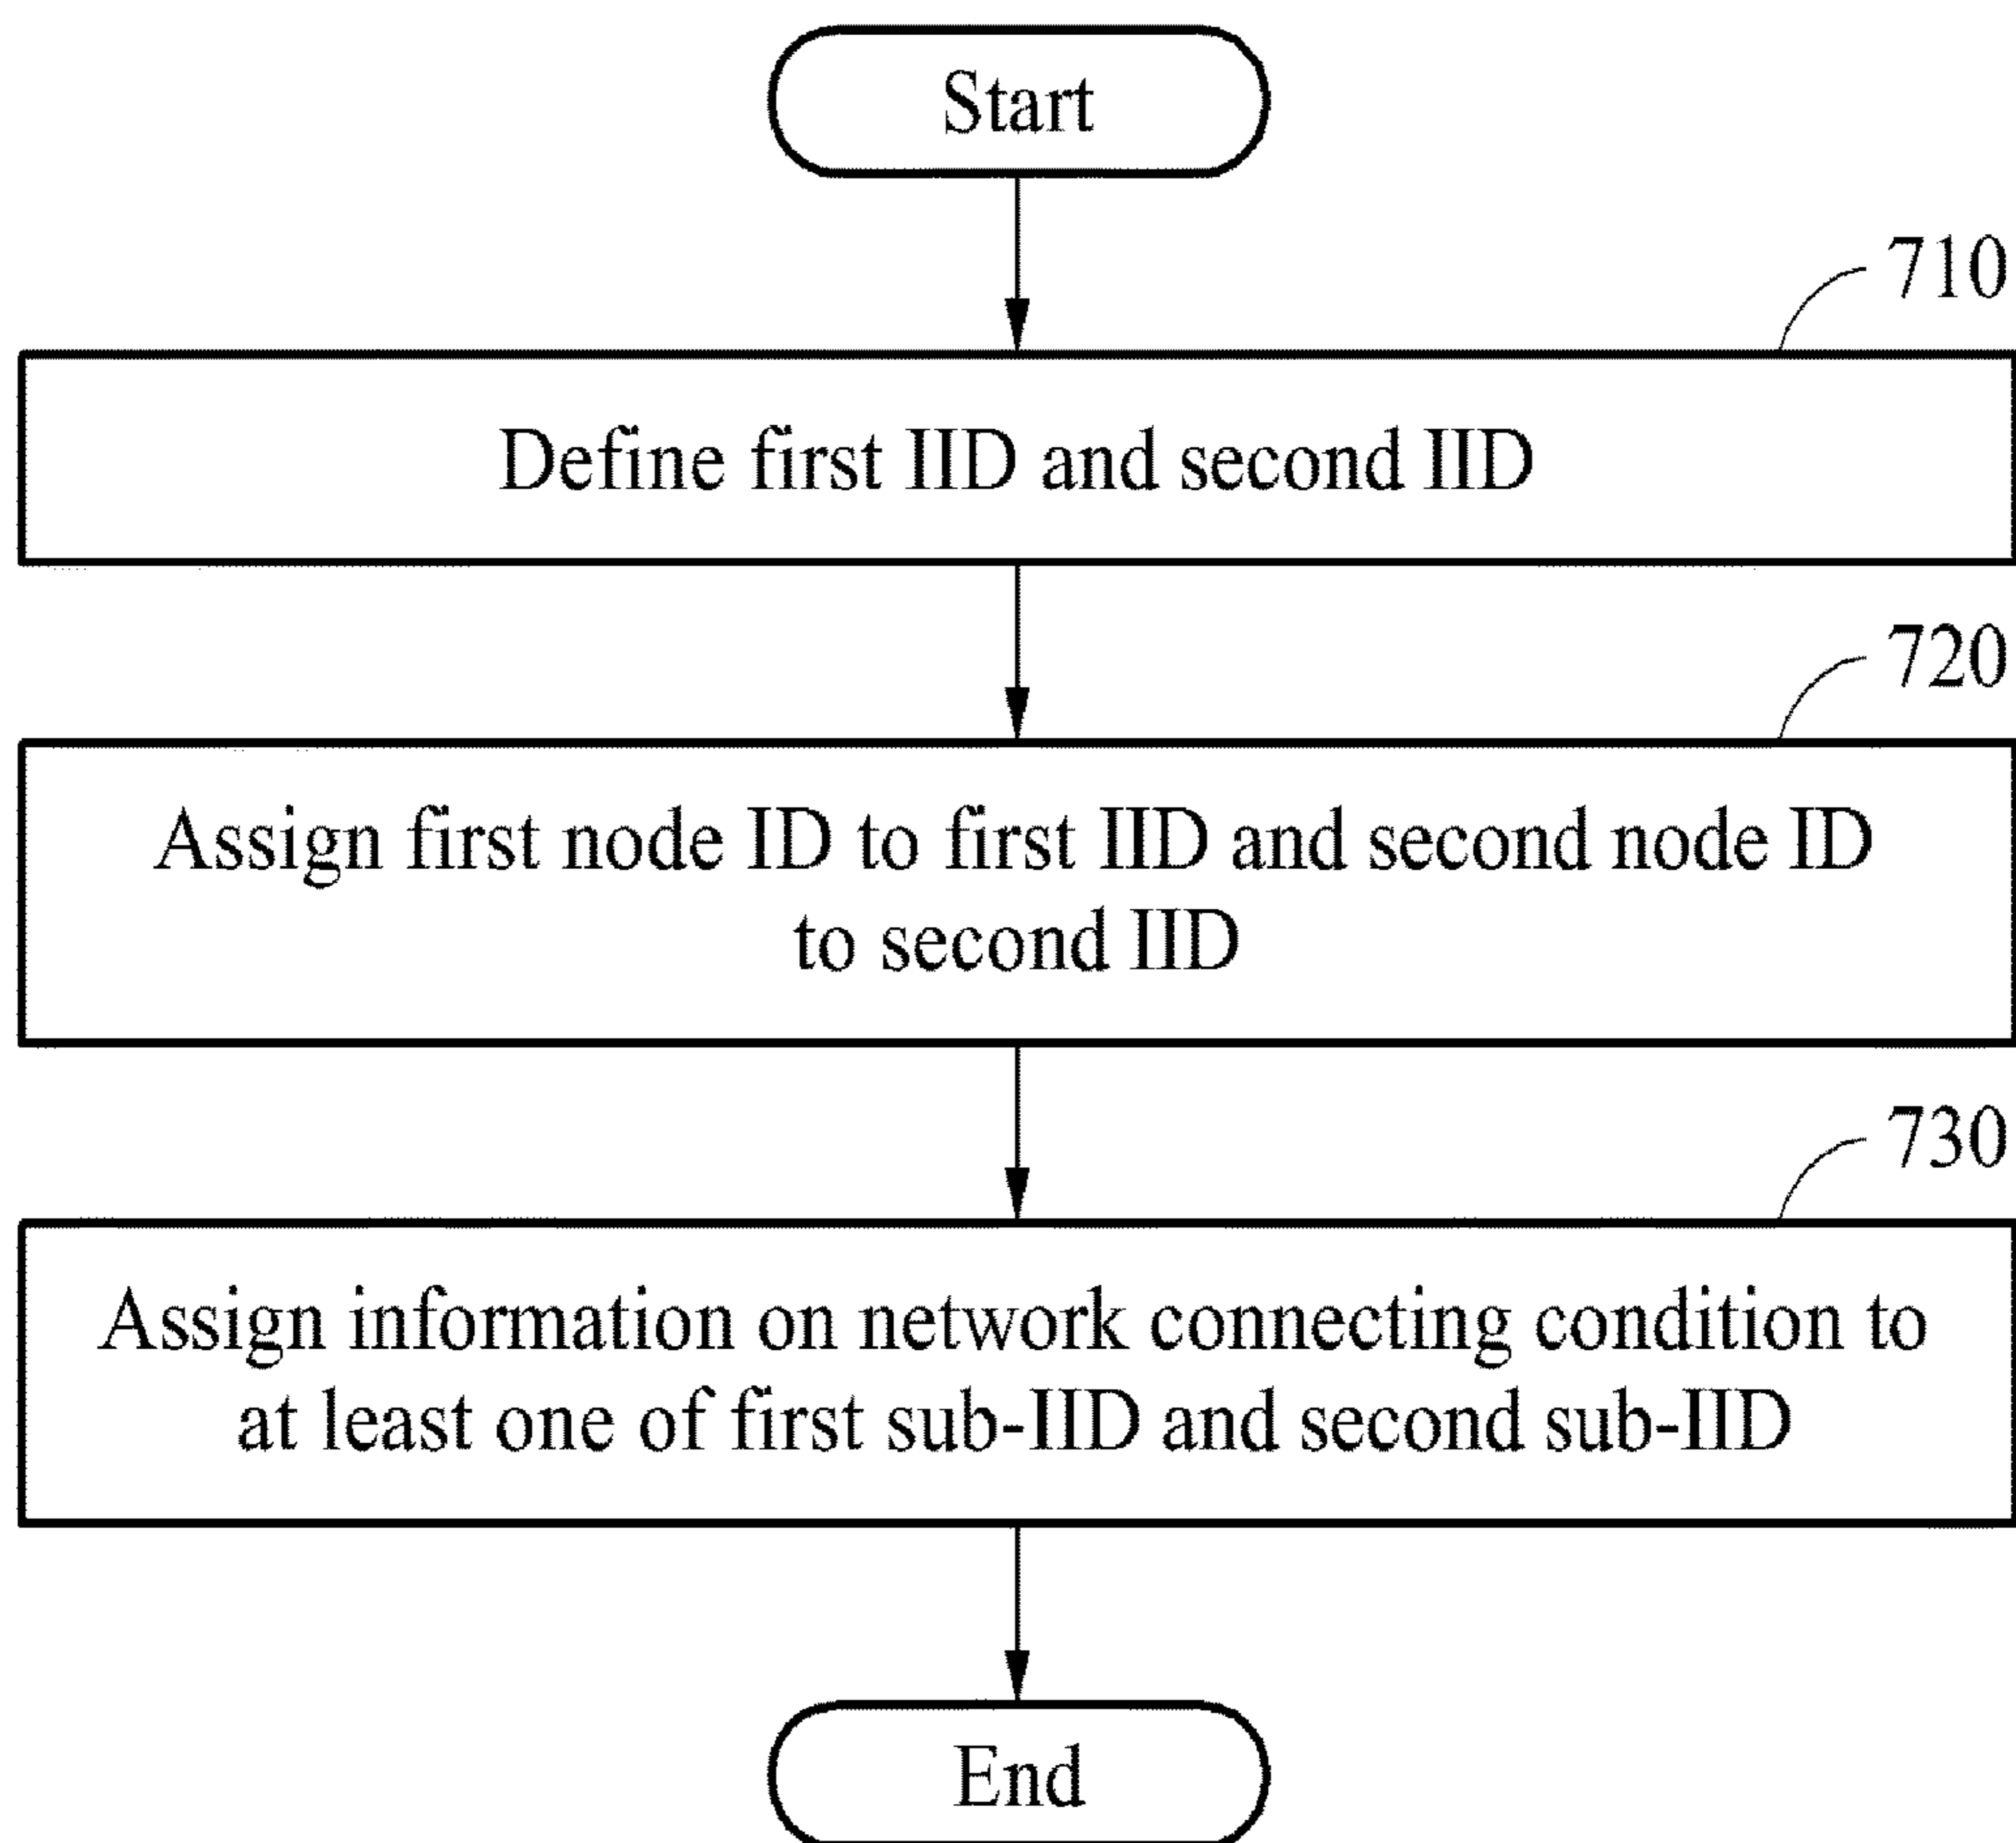 Start
710
Define first IID and second IID
720
Assign first node ID to first IID and second node ID
to second IID
730
Assign information on network connecting condition to
at least one of first sub-IID and second sub-IID
End